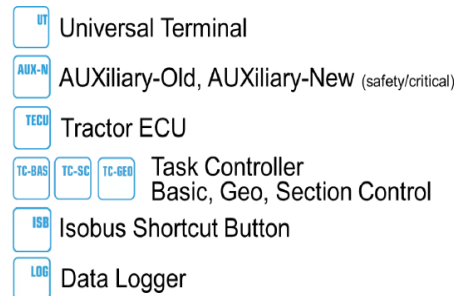 UT Universal Terminal
AUX-N AUXiliary-Old, AUXiliary-New (safety/critical)
TECU Tractor ECU
TC-BAS TC-SC TC-GEO Task Controller
Basic, Geo, Section Control
ISB Isobus Shortcut Button
LOG Data Logger